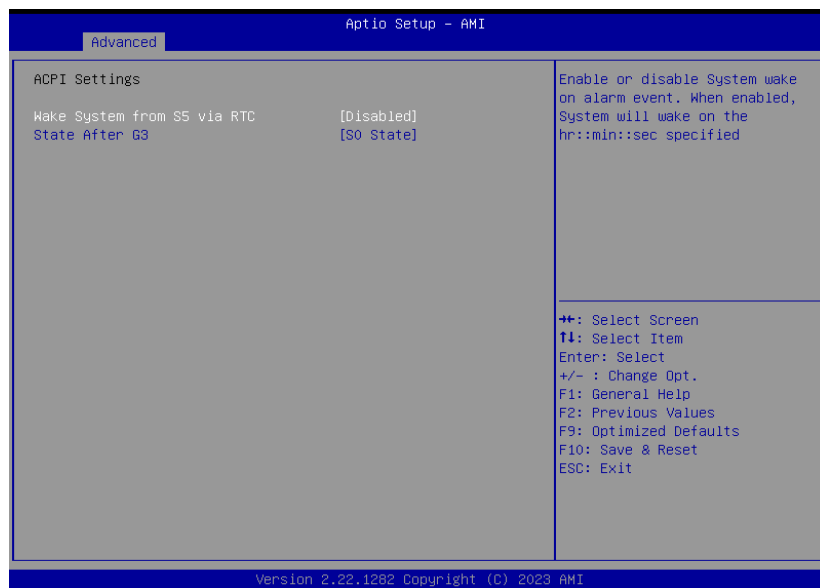 Aptio Setup - AMI
Advanced
ACPI Settings
Wake System from S5 via RTC [Disabled]
State After G3 [S0 State]
Enable or disable System wake
on alarm event. When enabled,
System will wake on the
hr::min::sec specified
→←: Select Screen
↑↓: Select Item
Enter: Select
+/- : Change Opt.
F1: General Help
F2: Previous Values
F9: Optimized Defaults
F10: Save & Reset
ESC: Exit
Version 2.22.1282 Copyright (C) 2023 AMI